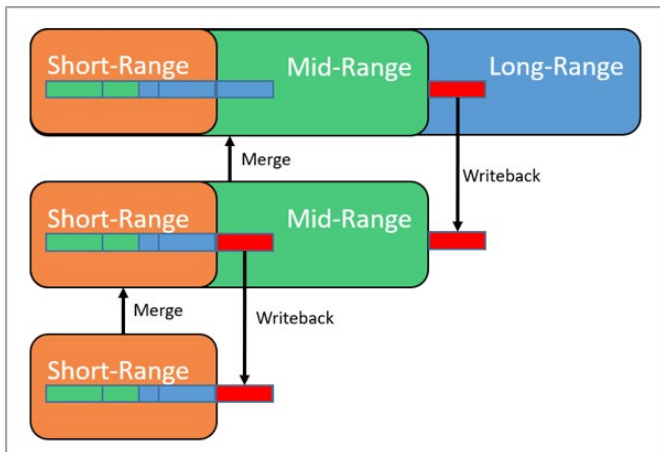 Short-Range
Mid-Range
Long-Range
Merge
Writeback
Short-Range
Mid-Range
Merge
Writeback
Short-Range